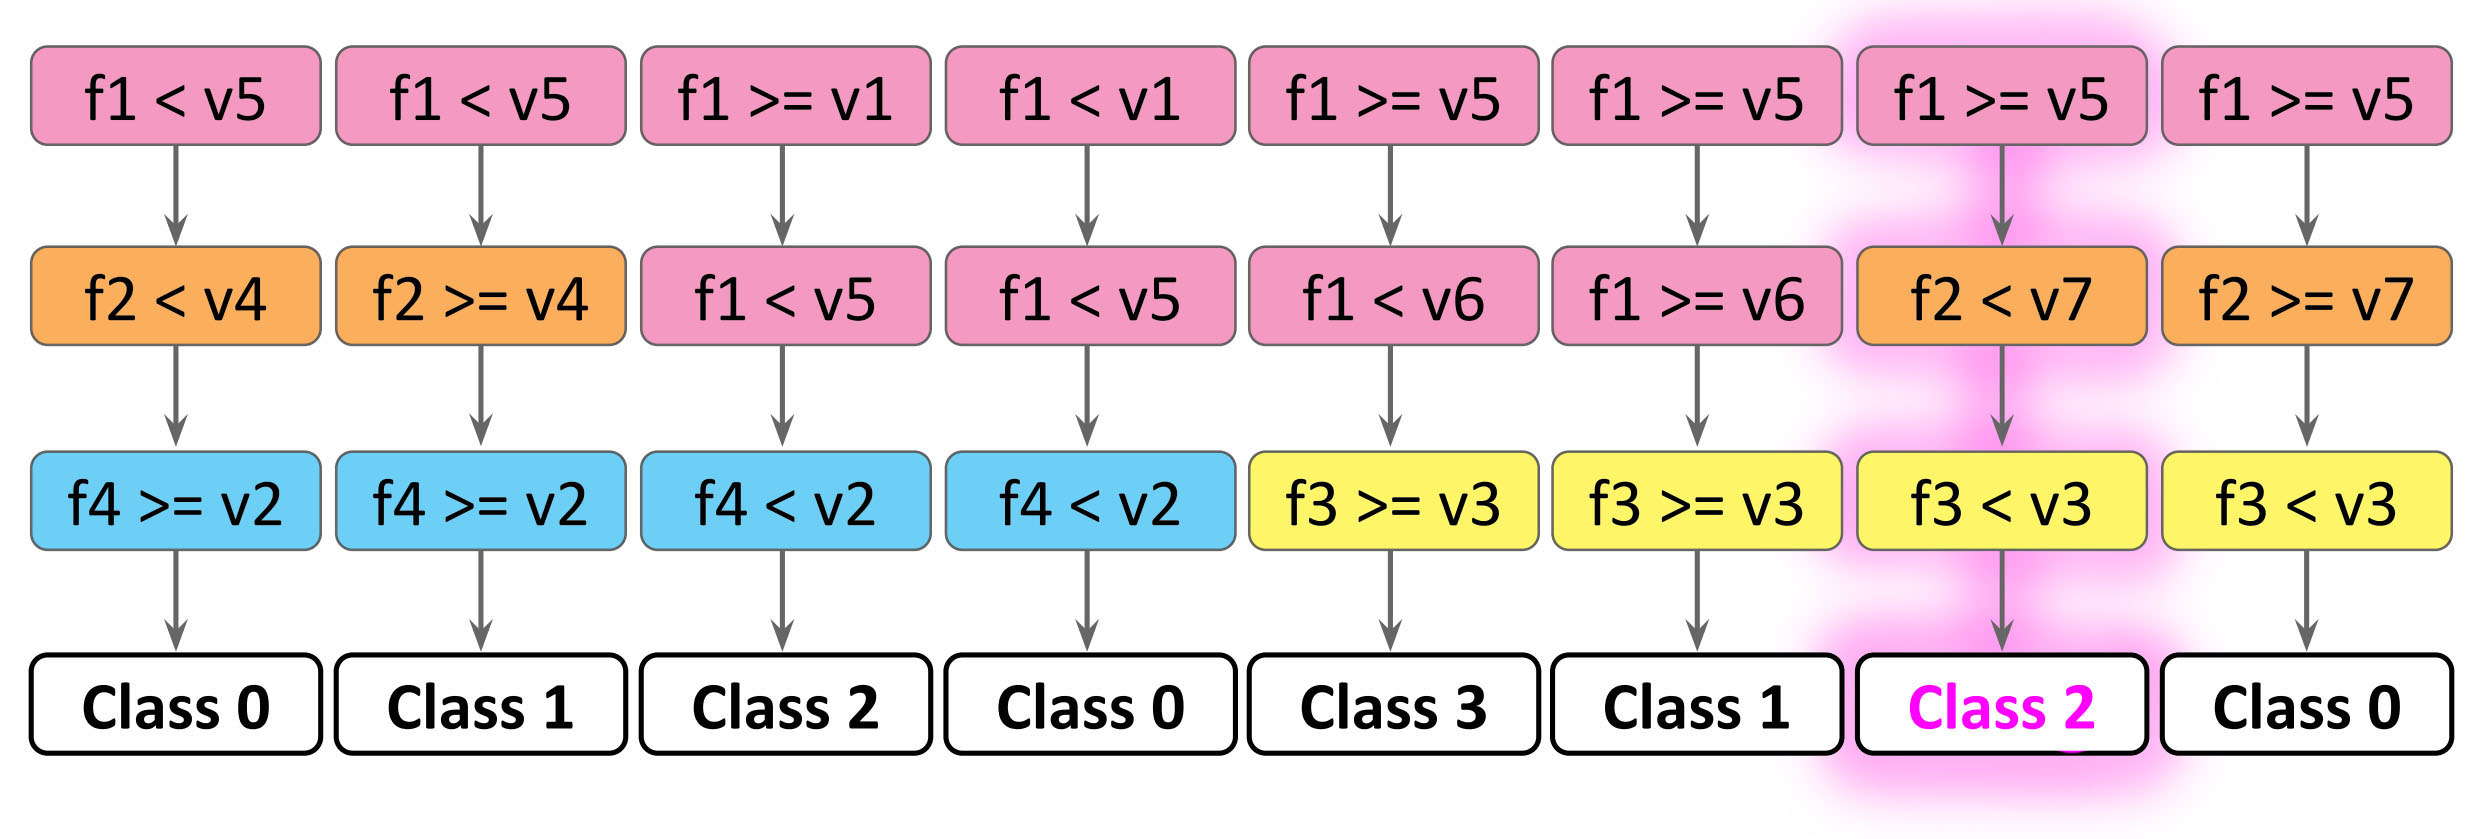 f1 < v5 f1 < v5 f1 >= v1 f1 < v1 f1 >= v5 f1 >= v5 f1 >= v5 f1 >= v5
f2 < v4 f2 >= v4 f1 < v5 f1 < v5 f1 < v6 f1 >= v6 f2 < v7 f2 >= v7
f4 >= v2 f4 >= v2 f4 < v2 f4 < v2 f3 >= v3 f3 >= v3 f3 < v3 f3 < v3
Class 0 Class 1 Class 2 Class 0 Class 3 Class 1 Class 2 Class 0